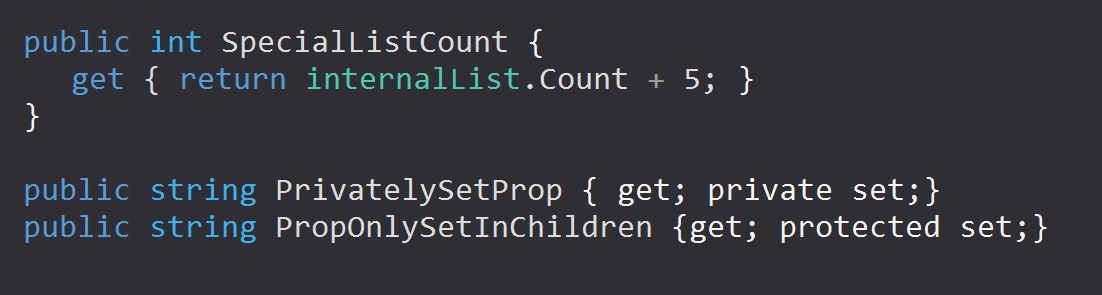 public int SpecialListCount {
get { return internalList.Count + 5; }
}
public string PrivatelySetProp { get; private set;}
public string PropOnlySetInChildren {get; protected set;}